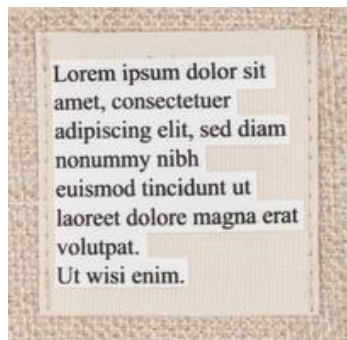 Lorem ipsum dolor sit
amet, consectetuer
adipiscing elit, sed diam
nonummy nibh
euismod tincidunt ut
laoreet dolore magna erat
volutpat.
Ut wisi enim.